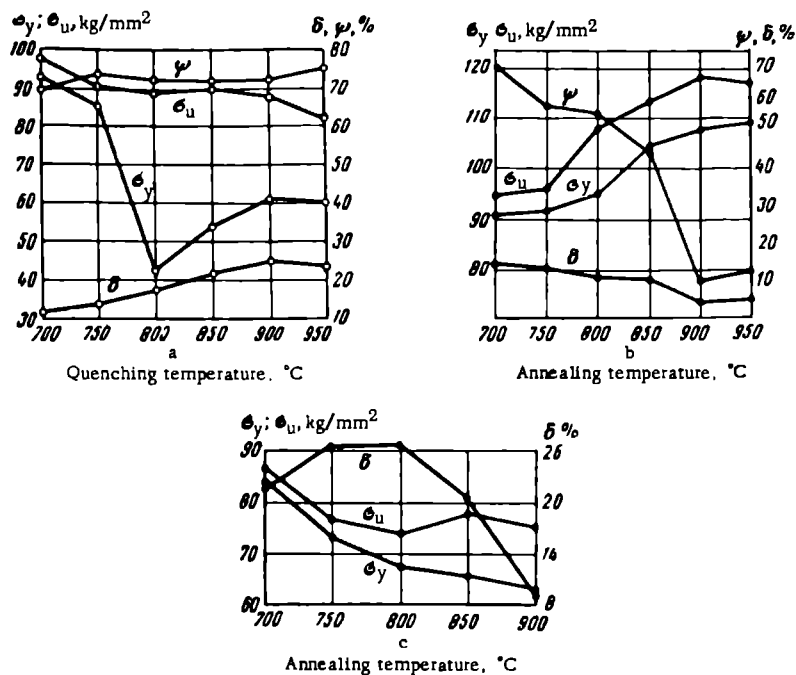 σy; σu, kg/mm² δ, ψ, %
100 80
90 70
80 60
70 50
60 40
50 30
40 20
30 10
ψ
σu
σy
δ
700 750 800 850 900 950
a
Quenching temperature, °C
σy σu, kg/mm² ψ, δ, %
120 70
60
110 50
100 40
30
90 20
80 10
ψ
σu σy
δ
700 750 800 850 900 950
b
Annealing temperature, °C
σy; σu, kg/mm² δ %
90 26
80 20
70 14
60 8
δ
σu
σy
700 750 800 850 900
c
Annealing temperature, °C